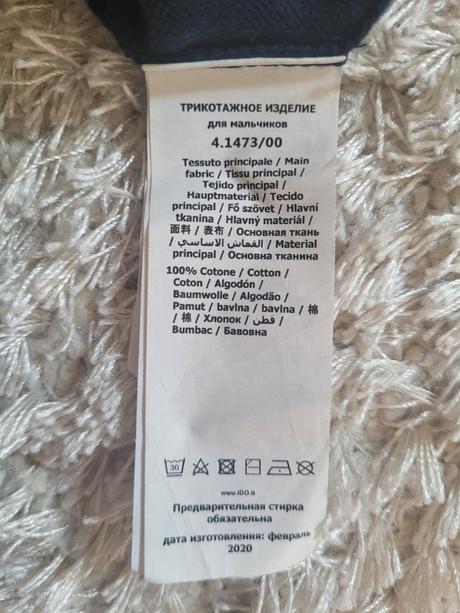 ТРИКОТАЖНОЕ ИЗДЕЛИЕ
для мальчиков
4.1473/00
Tessuto principale / Main
fabric / Tissu principal /
Tejido principal /
Hauptmaterial / Tecido
principal / Fő szövet / Hlavní
tkanina / Hlavný materiál /
面料 / 表布 / Основная ткань
/ القماش الاساسي / Material
principal / Основна тканина
100% Cotone / Cotton /
Coton / Algodón /
Baumwolle / Algodão /
Pamut / bavlna / bavlna / 棉
/ 棉 / Хлопок / قطن /
Bumbac / Бавовна
30
www.iDO.it
Предварительная стирка
обязательна
дата изготовления: февраль
2020